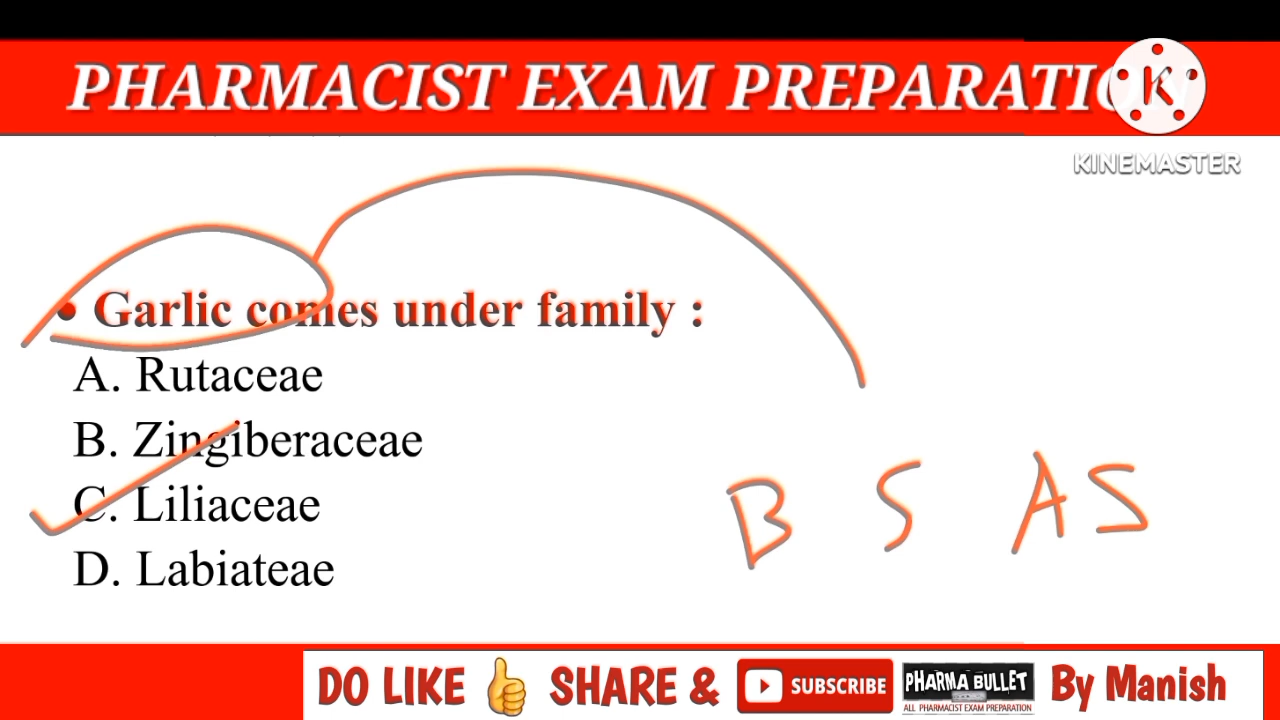 PHARMACIST EXAM PREPARATION
K
KINEMASTER
• Garlic comes under family :
A. Rutaceae
B. Zingiberaceae
C. Liliaceae
D. Labiateae
B S AS
DO LIKE SHARE & SUBSCRIBE PHARMA BULLET By Manish
ALL PHARMACIST EXAM PREPARATION